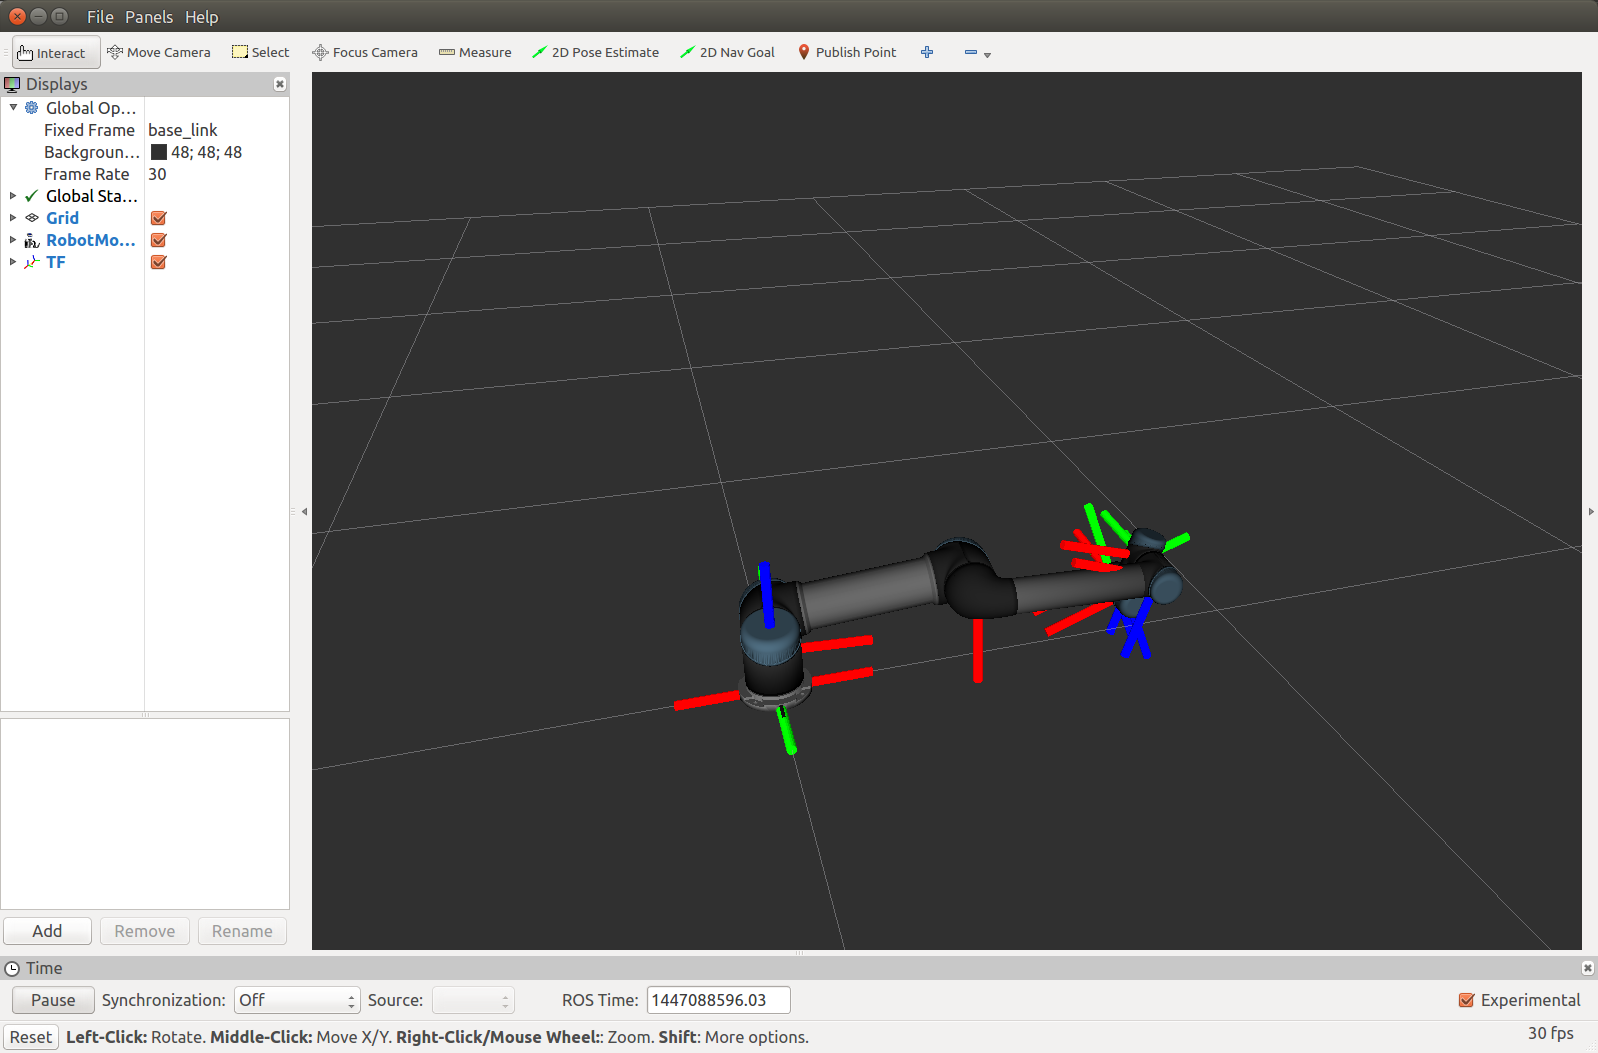 File Panels Help
Interact Move Camera Select Focus Camera Measure 2D Pose Estimate 2D Nav Goal Publish Point
Displays
Global Op...
Fixed Frame base_link
Backgroun... 48; 48; 48
Frame Rate 30
Global Sta...
Grid
RobotMo...
TF
Add Remove Rename
Time
Pause Synchronization: Off Source: ROS Time: 1447088596.03 Experimental
Reset Left-Click: Rotate. Middle-Click: Move X/Y. Right-Click/Mouse Wheel:: Zoom. Shift: More options. 30 fps